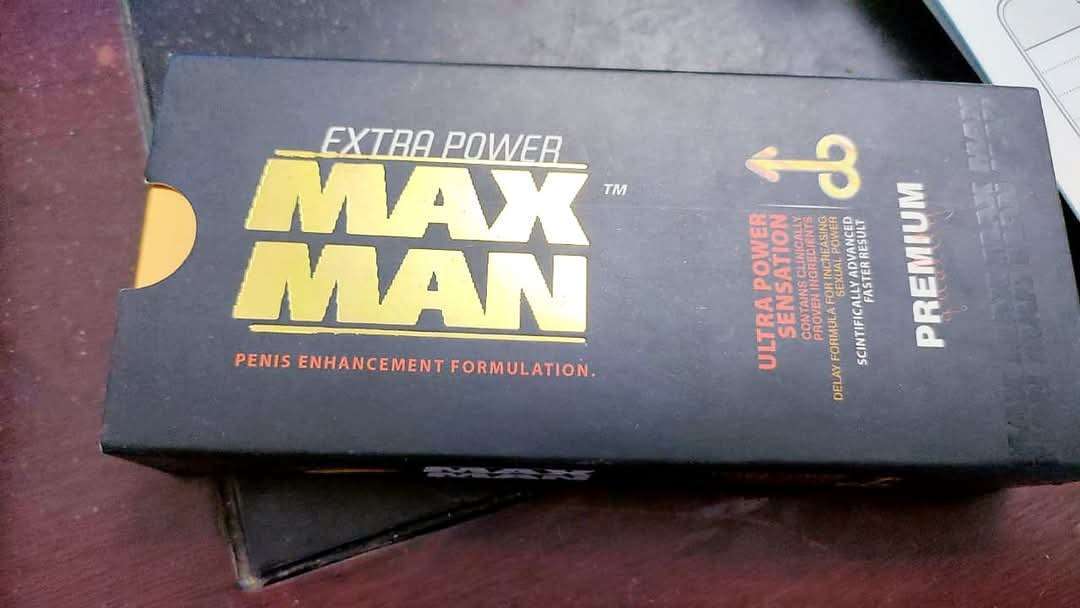 EXTRA POWER
MAX
MAN
TM
PENIS ENHANCEMENT FORMULATION.
ULTRA POWER
SENSATION
CONTAINS CLINICALLY
PROVEN INGREDIENTS
DELAY FORMULA FOR INCREASING
SEXUAL POWER
SCINTIFICALLY ADVANCED
FASTER RESULT
PREMIUM
MAX
MAN